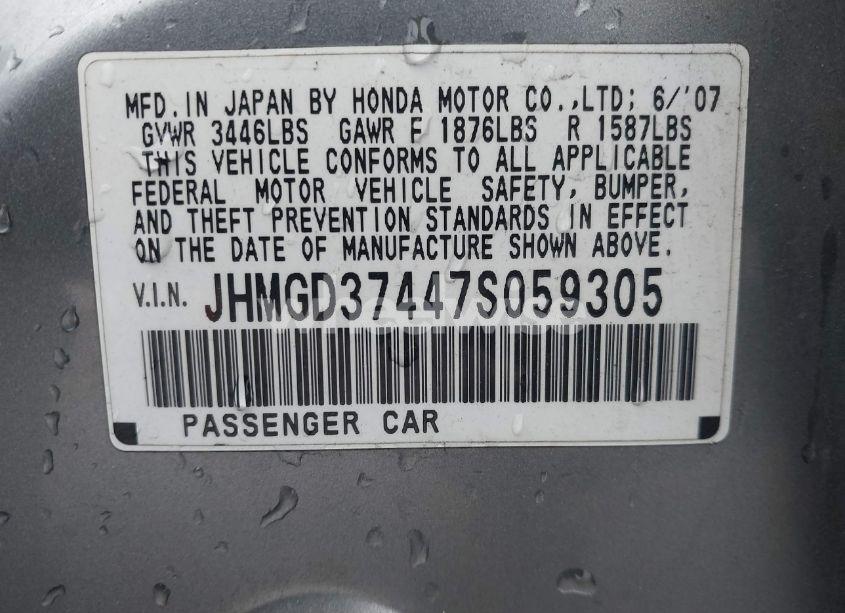 MFD.IN JAPAN BY HONDA MOTOR CO.,LTD; 6/'07
GVWR 3446LBS GAWR F 1876LBS R 1587LBS
THIS VEHICLE CONFORMS TO ALL APPLICABLE
FEDERAL MOTOR VEHICLE SAFETY, BUMPER,
AND THEFT PREVENTION STANDARDS IN EFFECT
ON THE DATE OF MANUFACTURE SHOWN ABOVE.
V.I.N. JHMGD37447S059305
PASSENGER CAR